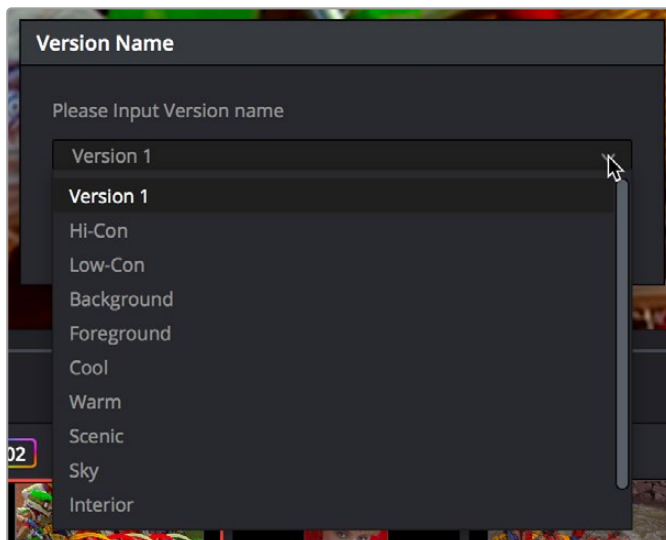 Version Name
Please Input Version name
Version 1
Version 1
Hi-Con
Low-Con
Background
Foreground
Cool
Warm
Scenic
Sky
Interior
02